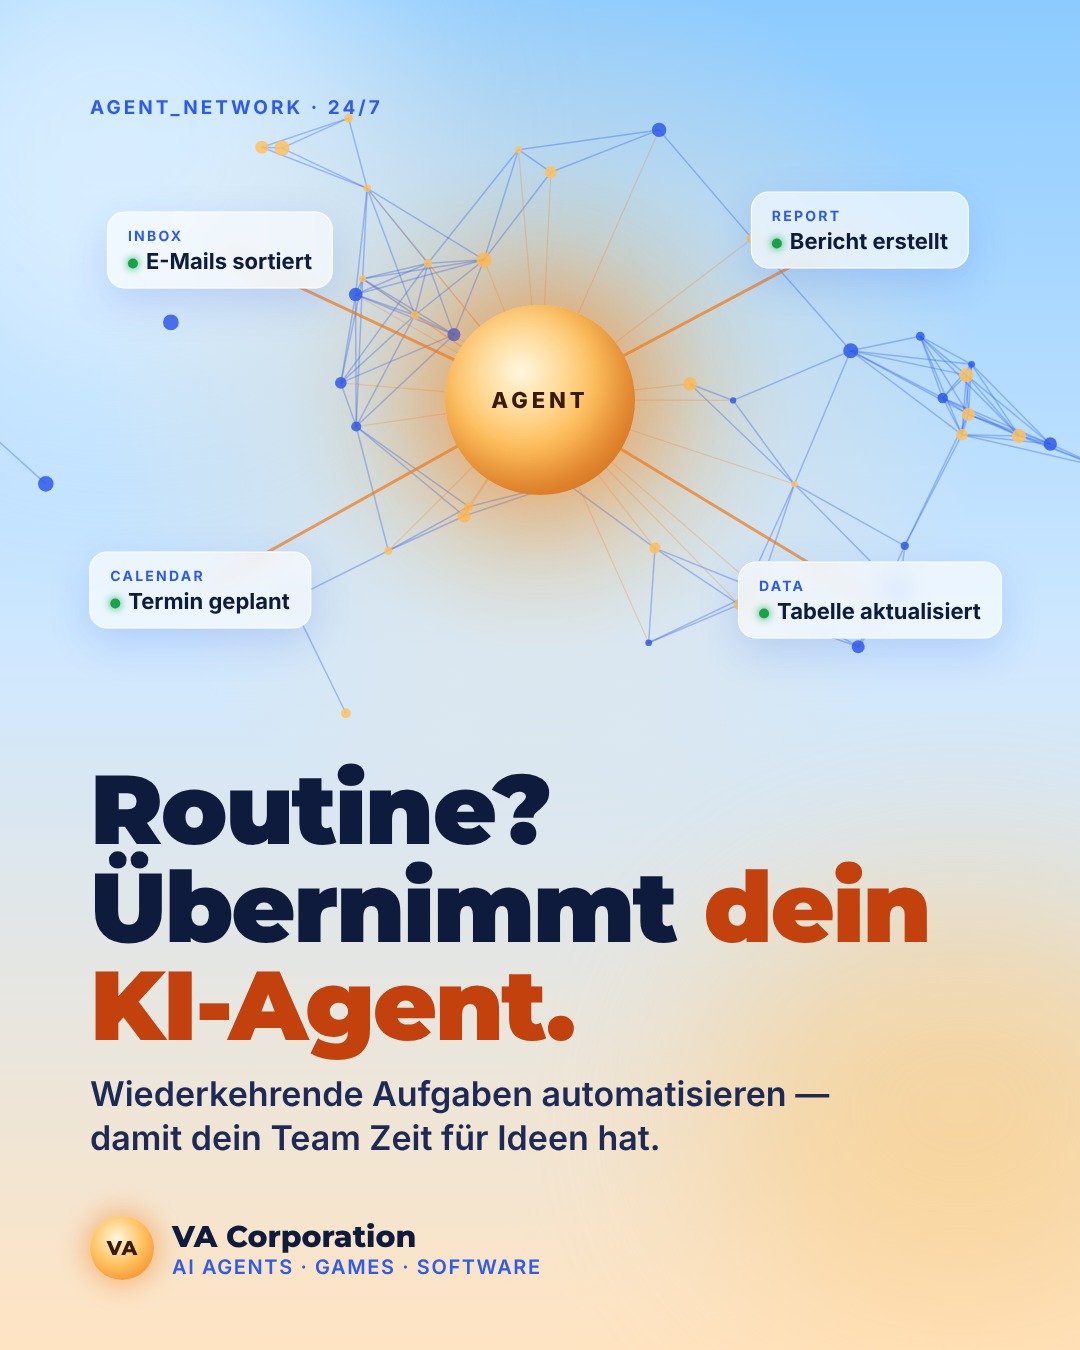 AGENT_NETWORK · 24/7
INBOX
E-Mails sortiert
REPORT
Bericht erstellt
AGENT
CALENDAR
Termin geplant
DATA
Tabelle aktualisiert
Routine?
Übernimmt dein
KI-Agent.
Wiederkehrende Aufgaben automatisieren —
damit dein Team Zeit für Ideen hat.
VA
VA Corporation
AI AGENTS · GAMES · SOFTWARE